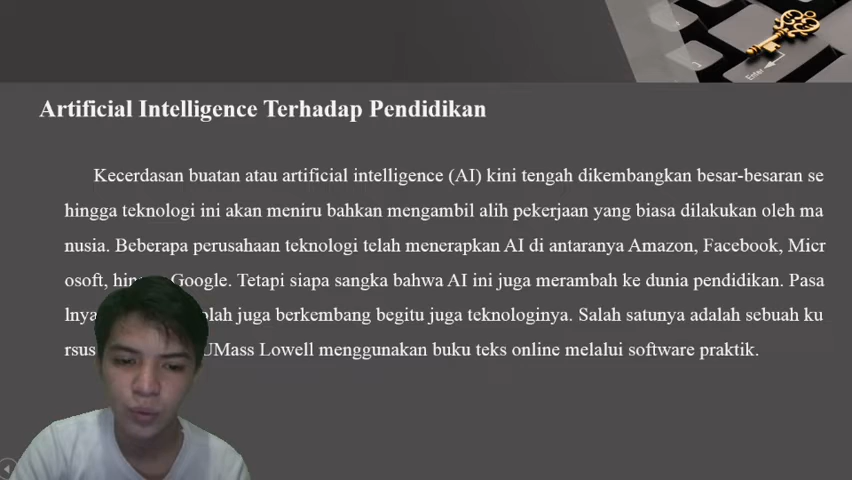 Enter
Artificial Intelligence Terhadap Pendidikan
Kecerdasan buatan atau artificial intelligence (AI) kini tengah dikembangkan besar-besaran se
hingga teknologi ini akan meniru bahkan mengambil alih pekerjaan yang biasa dilakukan oleh ma
nusia. Beberapa perusahaan teknologi telah menerapkan AI di antaranya Amazon, Facebook, Micr
osoft, Google. Tetapi siapa sangka bahwa AI ini juga merambah ke dunia pendidikan. Pasa
lnya juga berkembang begitu juga teknologinya. Salah satunya adalah sebuah ku
rsus UMass Lowell menggunakan buku teks online melalui software praktik.